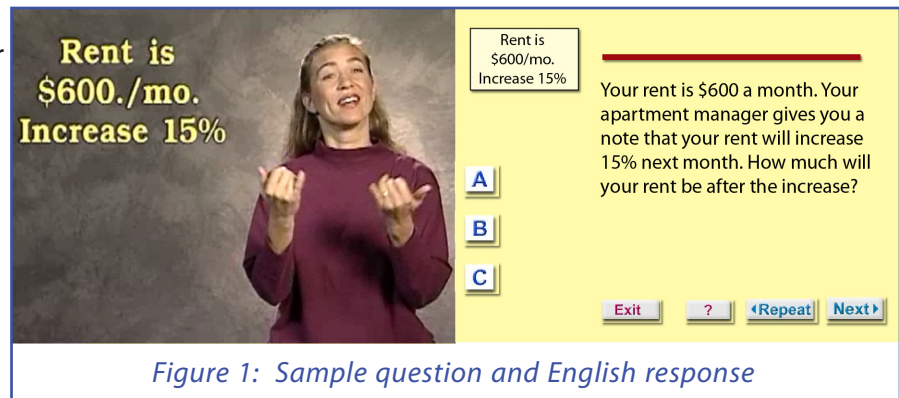 r
Rent is
$600./mo.
Increase 15%
Rent is
$600/mo.
Increase 15%
Your rent is $600 a month. Your
apartment manager gives you a
note that your rent will increase
15% next month. How much will
your rent be after the increase?
A
B
C
Exit
?
Repeat
Next
Figure 1:  Sample question and English response